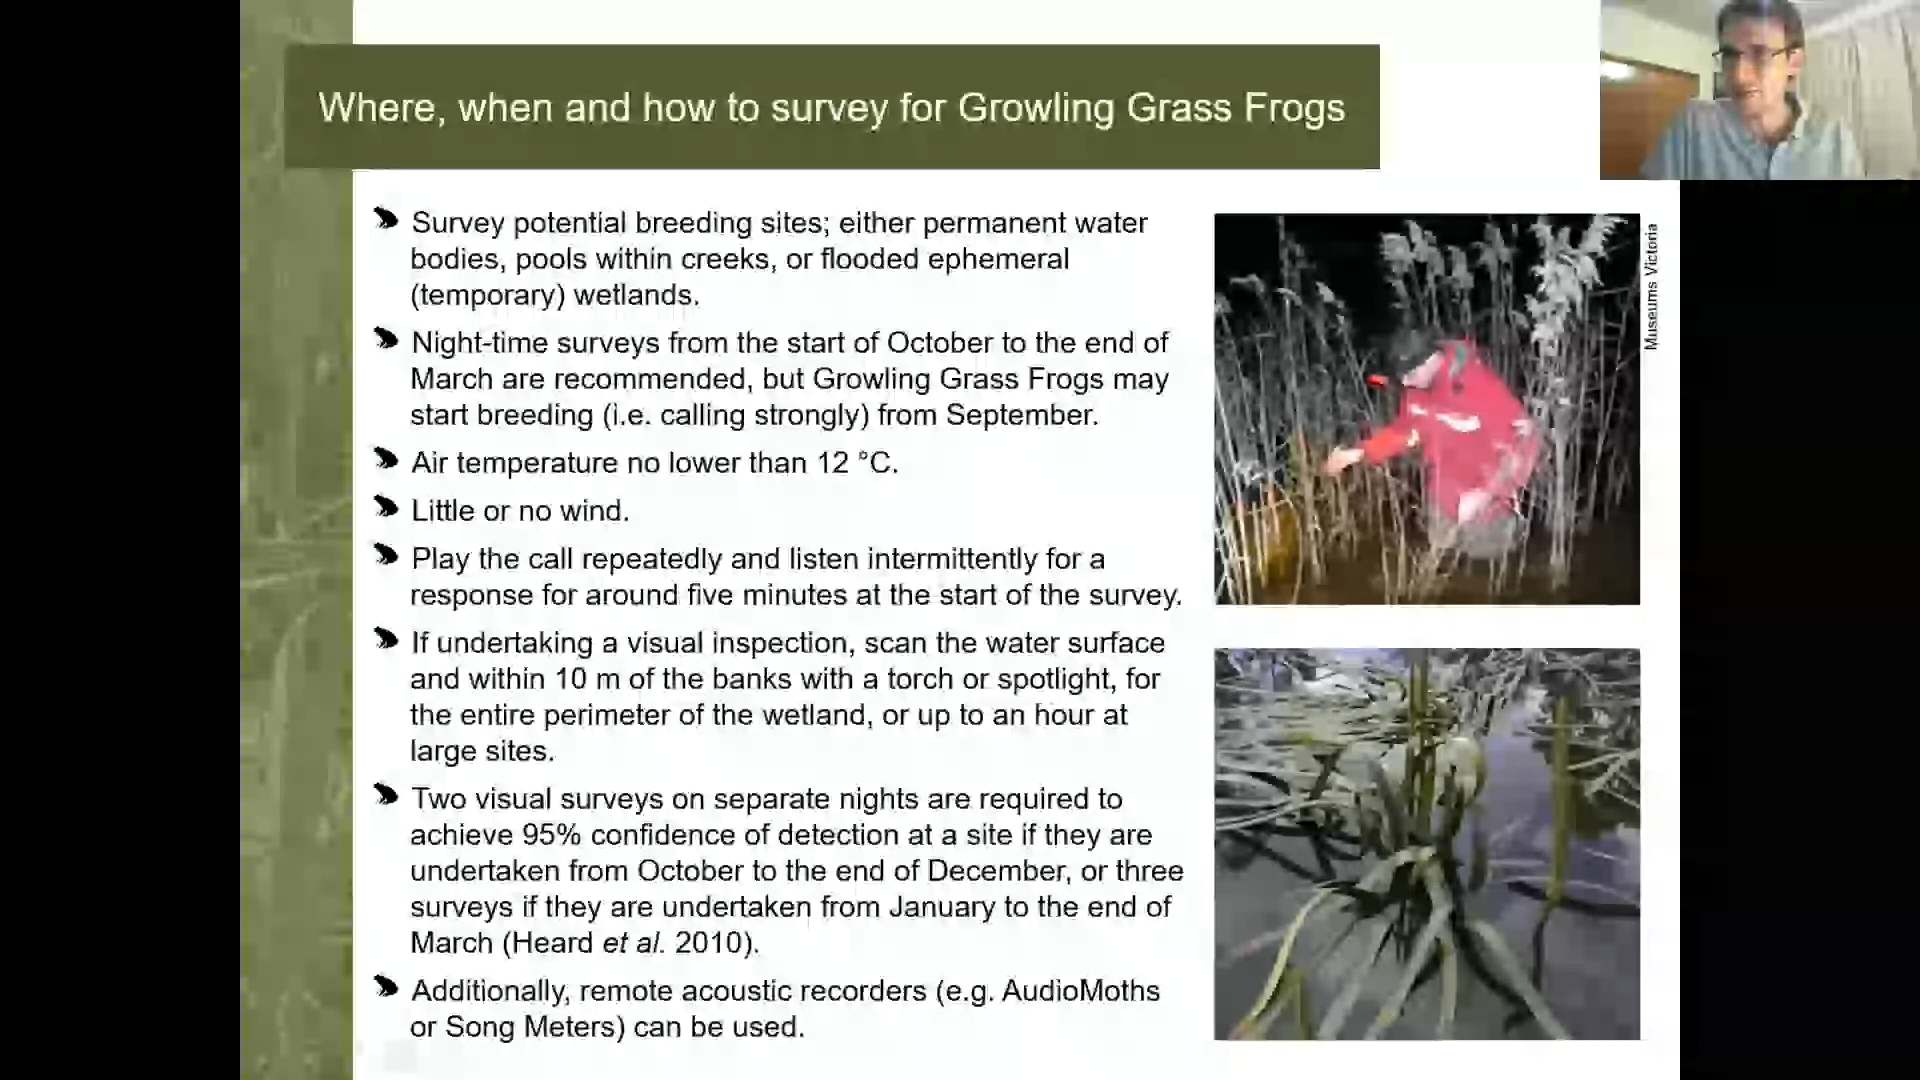 Where, when and how to survey for Growling Grass Frogs
Survey potential breeding sites; either permanent water
bodies, pools within creeks, or flooded ephemeral
(temporary) wetlands.
Night-time surveys from the start of October to the end of
March are recommended, but Growling Grass Frogs may
start breeding (i.e. calling strongly) from September.
Air temperature no lower than 12 °C.
Little or no wind.
Play the call repeatedly and listen intermittently for a
response for around five minutes at the start of the survey.
If undertaking a visual inspection, scan the water surface
and within 10 m of the banks with a torch or spotlight, for
the entire perimeter of the wetland, or up to an hour at
large sites.
Two visual surveys on separate nights are required to
achieve 95% confidence of detection at a site if they are
undertaken from October to the end of December, or three
surveys if they are undertaken from January to the end of
March (Heard et al. 2010).
Additionally, remote acoustic recorders (e.g. AudioMoths
or Song Meters) can be used.
Museums Victoria